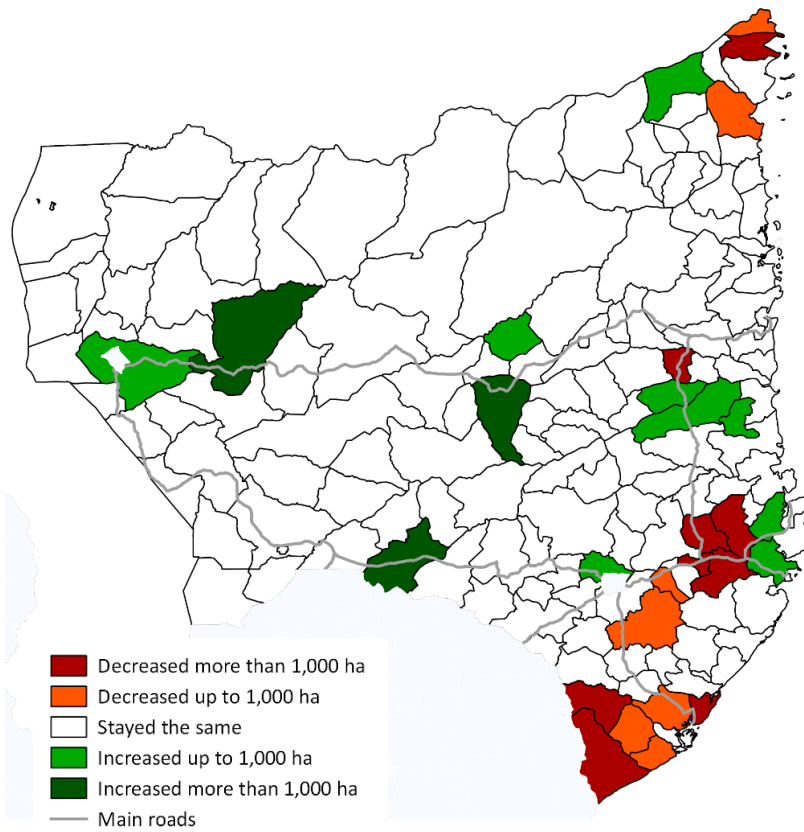 Decreased more than 1,000 ha
Decreased up to 1,000 ha
Stayed the same
Increased up to 1,000 ha
Increased more than 1,000 ha
Main roads